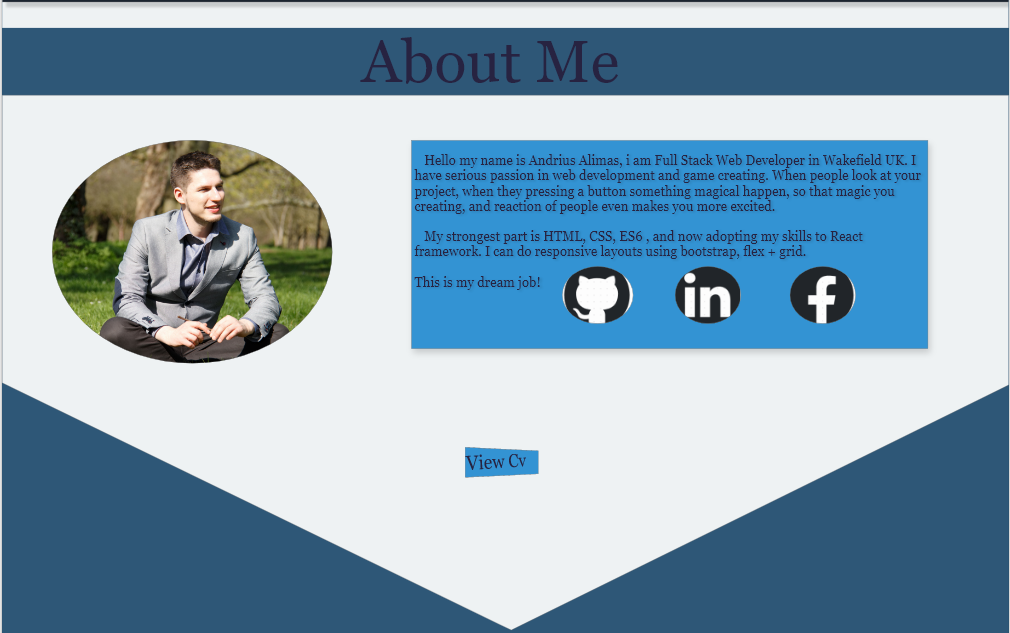 About Me
Hello my name is Andrius Alimas, i am Full Stack Web Developer in Wakefield UK. I
have serious passion in web development and game creating. When people look at your
project, when they pressing a button something magical happen, so that magic you
creating, and reaction of people even makes you more excited.
My strongest part is HTML, CSS, ES6 , and now adopting my skills to React
framework. I can do responsive layouts using bootstrap, flex + grid.
This is my dream job!
in
f
View Cv